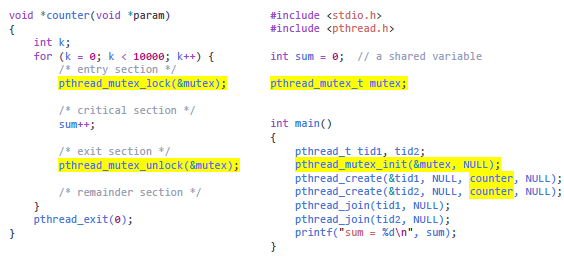 void *counter(void *param)
{
    int k;
    for (k = 0; k < 10000; k++) {
        /* entry section */
        pthread_mutex_lock(&mutex);

        /* critical section */
        sum++;

        /* exit section */
        pthread_mutex_unlock(&mutex);

        /* remainder section */
    }
    pthread_exit(0);
}
#include <stdio.h>
#include <pthread.h>

int sum = 0;  // a shared variable

pthread_mutex_t mutex;

int main()
{
    pthread_t tid1, tid2;
    pthread_mutex_init(&mutex, NULL);
    pthread_create(&tid1, NULL, counter, NULL);
    pthread_create(&tid2, NULL, counter, NULL);
    pthread_join(tid1, NULL);
    pthread_join(tid2, NULL);
    printf("sum = %d\n", sum);
}